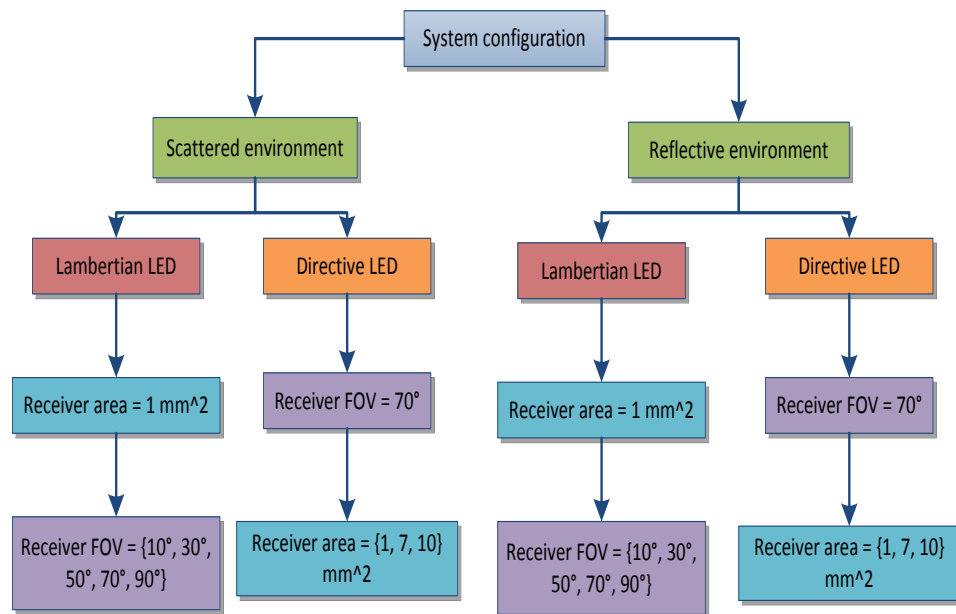 System configuration
Scattered environment
Reflective environment
Lambertian LED
Directive LED
Lambertian LED
Directive LED
Receiver area = 1 mm^2
Receiver FOV = 70°
Receiver area = 1 mm^2
Receiver FOV = 70°
Receiver FOV = {10°, 30°,
50°, 70°, 90°}
Receiver area = {1, 7, 10}
mm^2
Receiver FOV = {10°, 30°,
50°, 70°, 90°}
Receiver area = {1, 7, 10}
mm^2